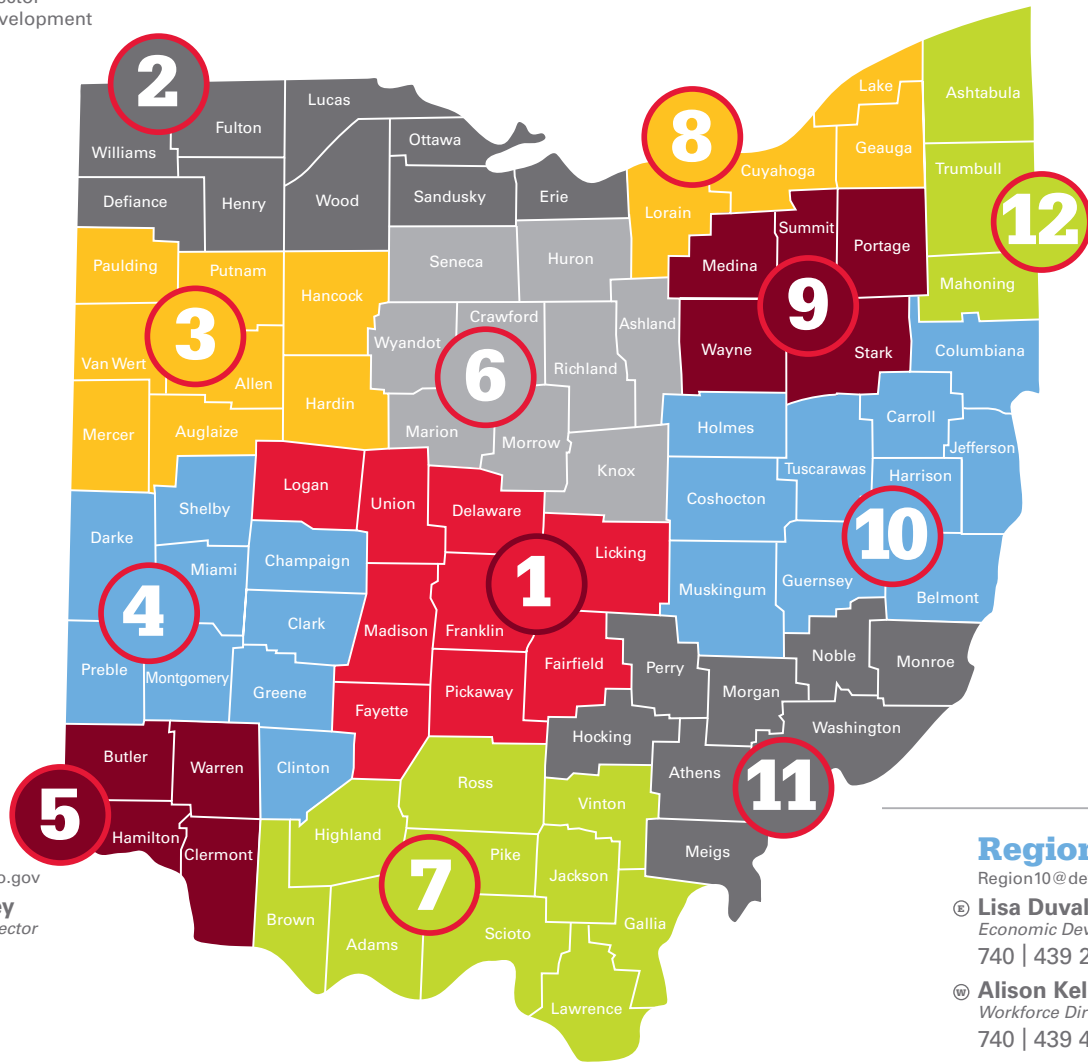 velopment
2
Lucas
Fulton
Williams
Ottawa
Defiance
Henry
Wood
Sandusky
Erie
8
Lake
Ashtabula
Geauga
Cuyahoga
Trumbull
Lorain
12
Summit
Portage
Medina
Mahoning
9
Wayne
Stark
Paulding
Putnam
Hancock
3
Van Wert
Allen
Hardin
Mercer
Auglaize
Seneca
Huron
Crawford
Wyandot
Ashland
6
Richland
Marion
Morrow
Knox
Columbiana
Carroll
Holmes
Jefferson
Tuscarawas
Harrison
Coshocton
10
Muskingum
Guernsey
Belmont
Logan
Union
Delaware
Licking
1
Madison
Franklin
Fairfield
Pickaway
Fayette
Shelby
Darke
Miami
Champaign
4
Clark
Preble
Montgomery
Greene
Clinton
Perry
Noble
Monroe
Morgan
Washington
Hocking
Athens
11
Meigs
Butler
Warren
5
Hamilton
Clermont
Ross
Vinton
Highland
Pike
7
Jackson
Brown
Adams
Scioto
Gallia
Lawrence
o.gov
ey
ector
Region
Region10@de
E Lisa Duval
Economic Dev
740 | 439 2
W Alison Kel
Workforce Dir
740 | 439 4